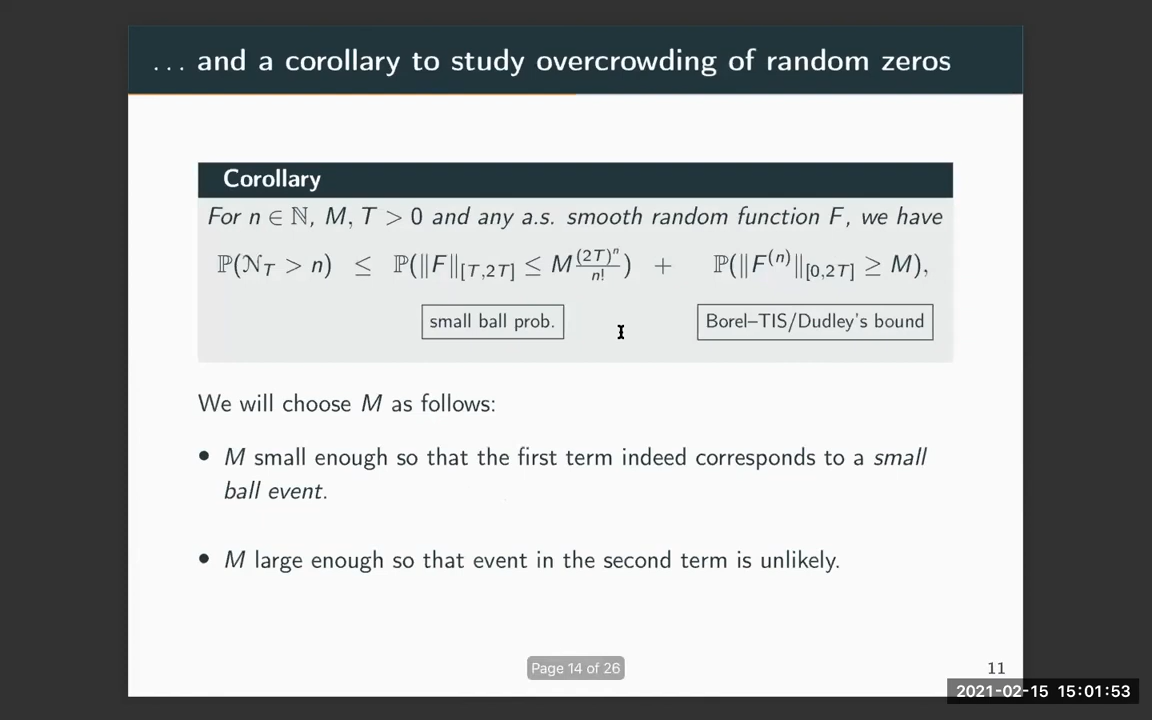 ... and a corollary to study overcrowding of random zeros
Corollary
For n ∈ ℕ, M, T > 0 and any a.s. smooth random function F, we have
ℙ(𝒩_T > n) ≤ ℙ(‖F‖_[T,2T] ≤ M (2T)^n/n!) + ℙ(‖F^(n)‖_[0,2T] ≥ M),
small ball prob. Borel–TIS/Dudley's bound
We will choose M as follows:
• M small enough so that the first term indeed corresponds to a small
ball event.
• M large enough so that event in the second term is unlikely.
Page 14 of 26
11
2021-02-15 15:01:53